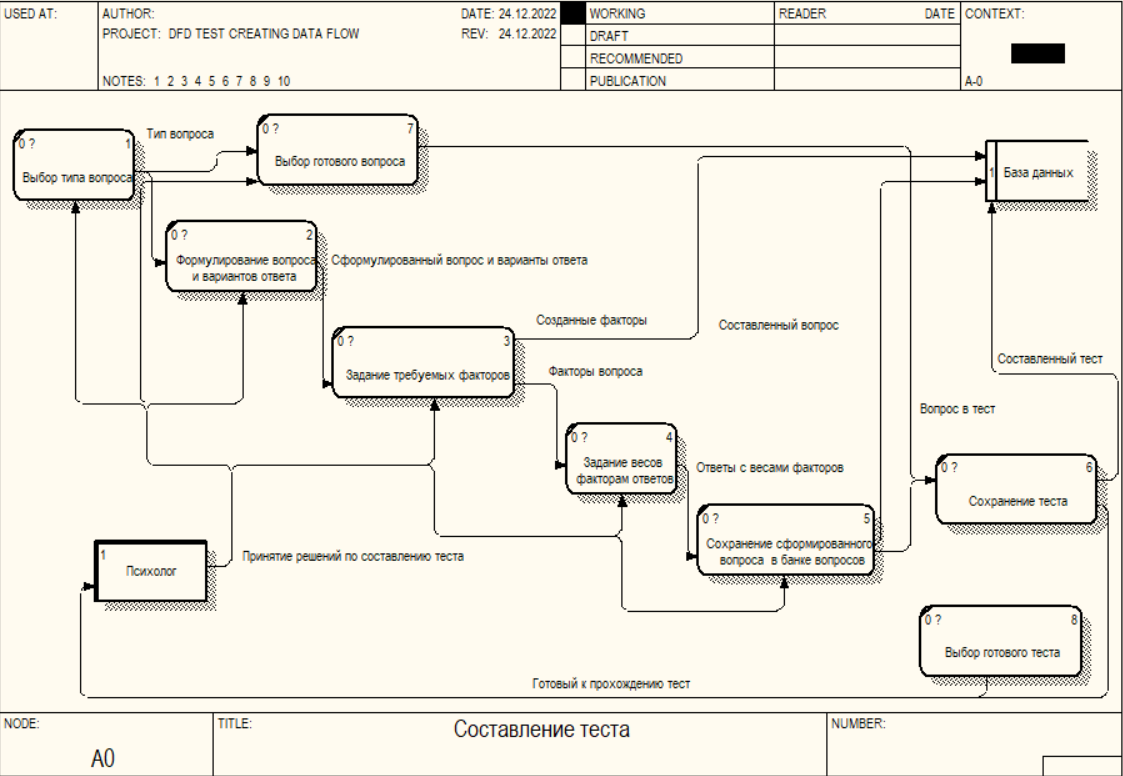 USED AT:
AUTHOR:
DATE: 24.12.2022
PROJECT: DFD TEST CREATING DATA FLOW
REV: 24.12.2022
NOTES: 1 2 3 4 5 6 7 8 9 10
WORKING
DRAFT
RECOMMENDED
PUBLICATION
READER
DATE
CONTEXT:
A-0
0 ?
1
Выбор типа вопроса
Тип вопроса
0 ?
7
Выбор готового вопроса
1
База данных
0 ?
2
Формулирование вопроса
и вариантов ответа
Сформулированный вопрос и варианты ответа
0 ?
3
Задание требуемых факторов
Созданные факторы
Составленный вопрос
Составленный тест
Факторы вопроса
Вопрос в тест
0 ?
4
Задание весов
факторам ответов
Ответы с весами факторов
0 ?
6
Сохранение теста
0 ?
5
Сохранение сформированного
вопроса в банке вопросов
1
Психолог
Принятие решений по составлению теста
0 ?
8
Выбор готового теста
Готовый к прохождению тест
NODE:
A0
TITLE:
Составление теста
NUMBER: